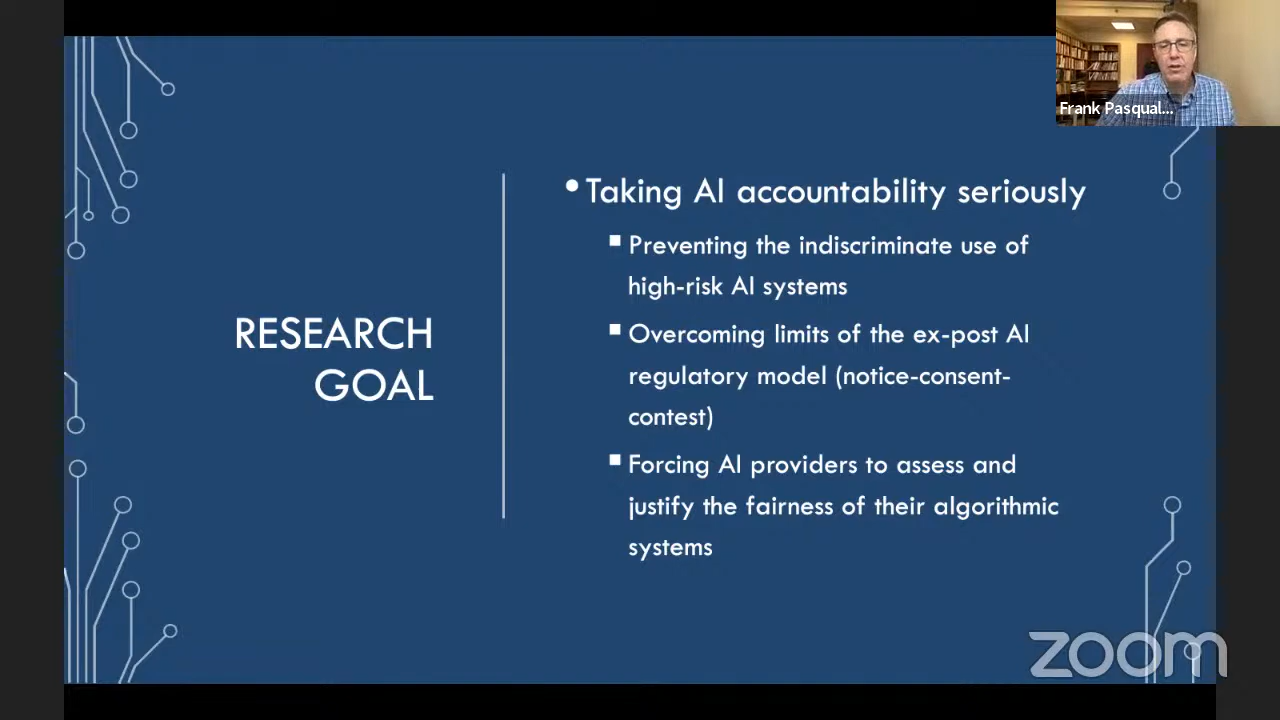 Frank Pasqual...
RESEARCH
GOAL
• Taking AI accountability seriously
▪ Preventing the indiscriminate use of
high-risk AI systems
▪ Overcoming limits of the ex-post AI
regulatory model (notice-consent-
contest)
▪ Forcing AI providers to assess and
justify the fairness of their algorithmic
systems
zoom